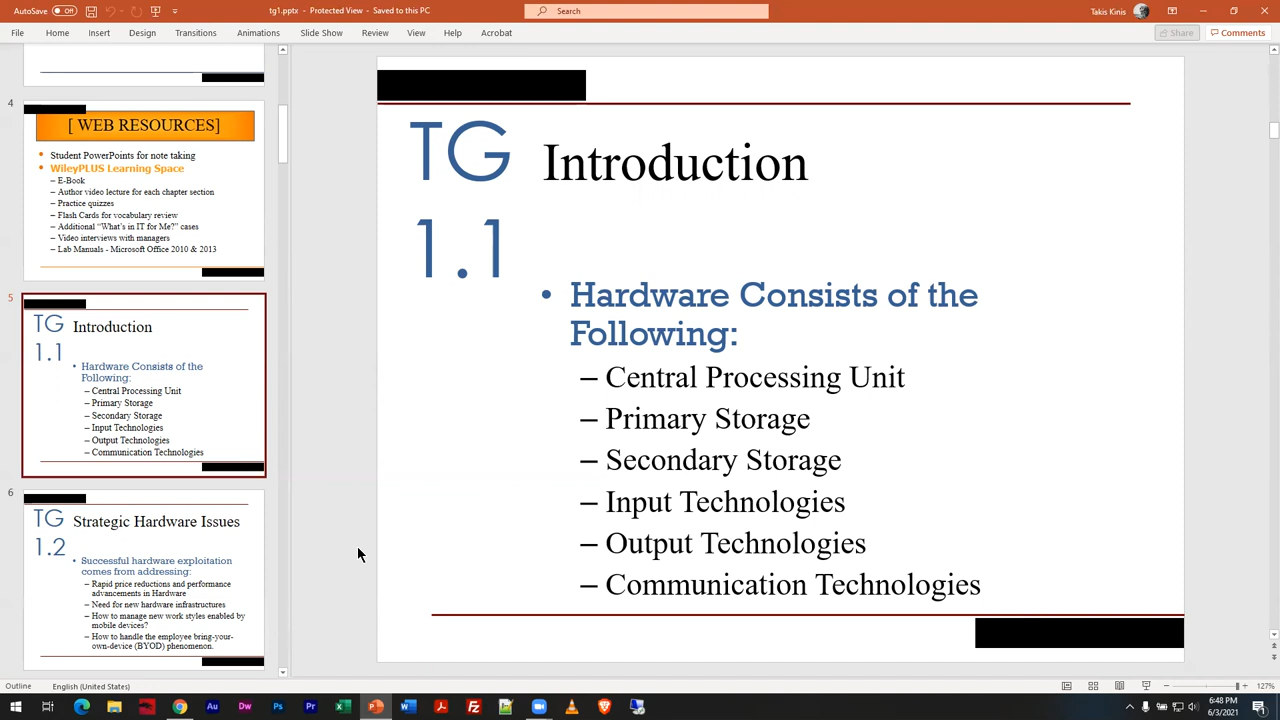 AutoSave Off
tg1.pptx - Protected View - Saved to this PC
Search
Takis Kinis
File Home Insert Design Transitions Animations Slide Show Review View Help Acrobat
Share Comments
4
[ WEB RESOURCES]
• Student PowerPoints for note taking
• WileyPLUS Learning Space
– E-Book
– Author video lecture for each chapter section
– Practice quizzes
– Flash Cards for vocabulary review
– Additional “What’s in IT for Me?” cases
– Video interviews with managers
– Lab Manuals - Microsoft Office 2010 & 2013
5
TG
1.1
Introduction
• Hardware Consists of the
Following:
– Central Processing Unit
– Primary Storage
– Secondary Storage
– Input Technologies
– Output Technologies
– Communication Technologies
6
TG
1.2
Strategic Hardware Issues
• Successful hardware exploitation
comes from addressing:
– Rapid price reductions and performance
advancements in Hardware
– Need for new hardware infrastructures
– How to manage new work styles enabled by
mobile devices?
– How to handle the employee bring-your-
own-device (BYOD) phenomenon.
TG
1.1
Introduction
• Hardware Consists of the
Following:
– Central Processing Unit
– Primary Storage
– Secondary Storage
– Input Technologies
– Output Technologies
– Communication Technologies
Outline English (United States)
127%
Au Dw Ps Pr
6:48 PM
6/3/2021